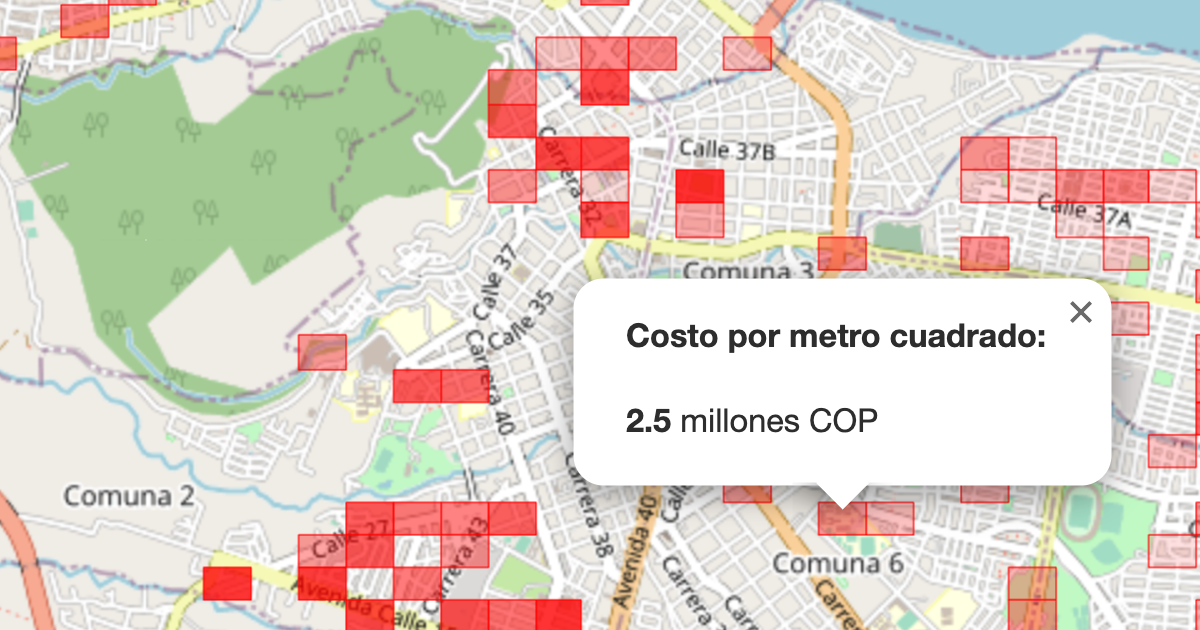 Calle 37B
Carrera 32
Calle 37A
Comuna 3
Calle 37
Calle 35
Carrera 40
Costo por metro cuadrado:
×
2.5 millones COP
Comuna 2
Carrera 38
Avenida 40
Calle 27
Carrera 43
Comuna 6
Avenida Calle
Carrera